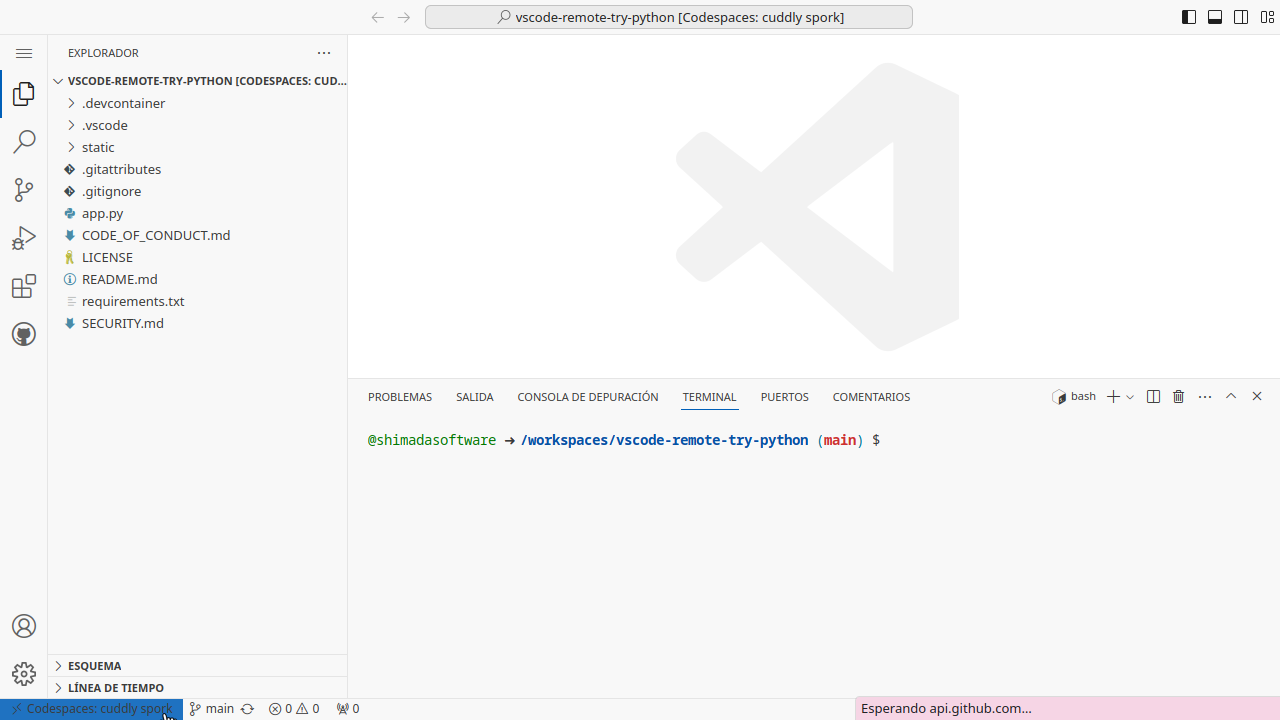 vscode-remote-try-python [Codespaces: cuddly spork]
EXPLORADOR
VSCODE-REMOTE-TRY-PYTHON [CODESPACES: CUD...
.devcontainer
.vscode
static
.gitattributes
.gitignore
app.py
CODE_OF_CONDUCT.md
LICENSE
README.md
requirements.txt
SECURITY.md
ESQUEMA
LÍNEA DE TIEMPO
PROBLEMAS SALIDA CONSOLA DE DEPURACIÓN TERMINAL PUERTOS COMENTARIOS bash
@shimadasoftware ➜ /workspaces/vscode-remote-try-python (main) $
Codespaces: cuddly spork main 0 0 0 Esperando api.github.com...